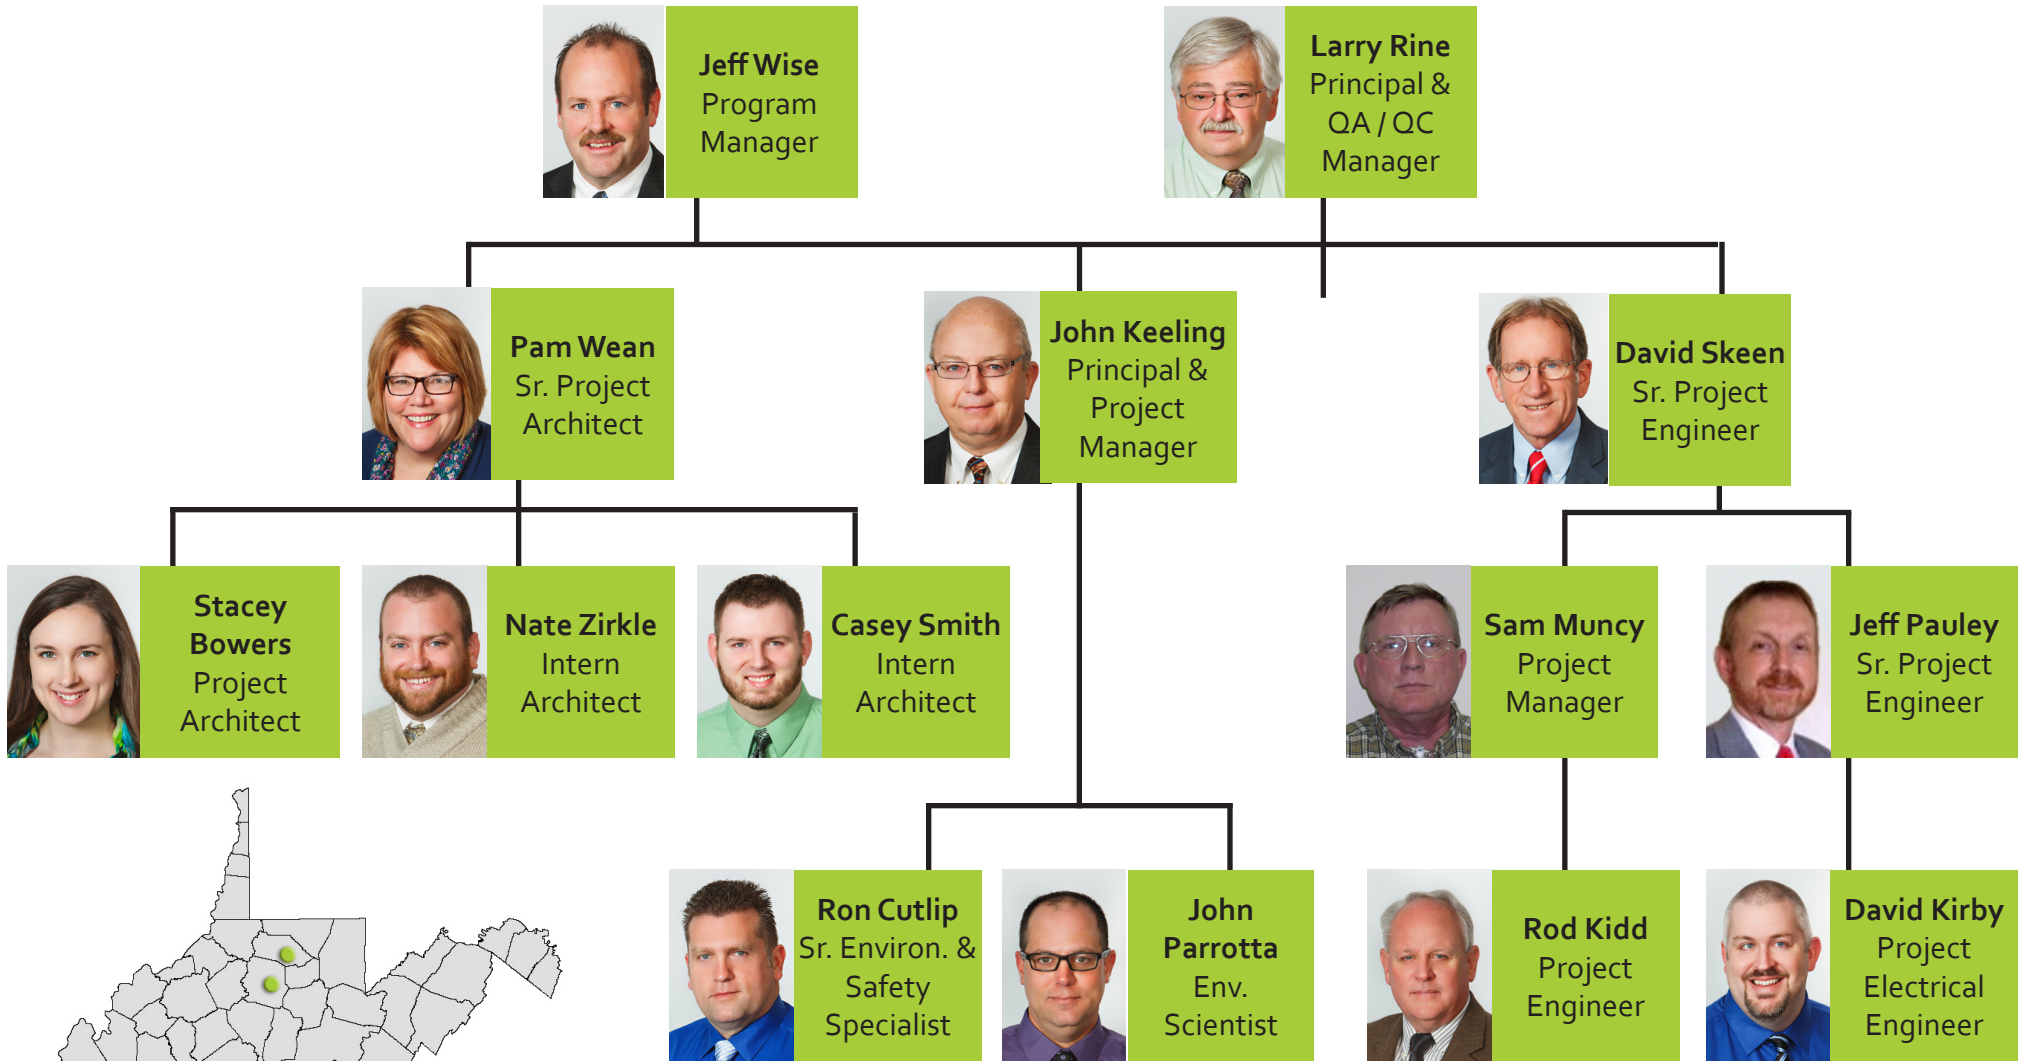 Jeff Wise
Program
Manager
Larry Rine
Principal &
QA / QC
Manager
Pam Wean
Sr. Project
Architect
John Keeling
Principal &
Project
Manager
David Skeen
Sr. Project
Engineer
Stacey
Bowers
Project
Architect
Nate Zirkle
Intern
Architect
Casey Smith
Intern
Architect
Sam Muncy
Project
Manager
Jeff Pauley
Sr. Project
Engineer
Ron Cutlip
Sr. Environ. &
Safety
Specialist
John
Parrotta
Env.
Scientist
Rod Kidd
Project
Engineer
David Kirby
Project
Electrical
Engineer